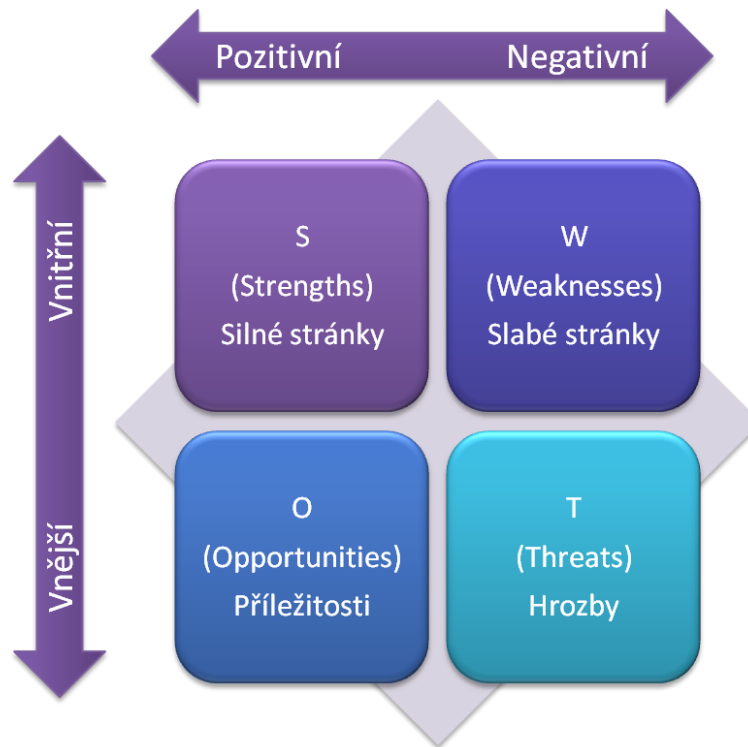 Pozitivní Negativní
Vnitřní
Vnější
S
(Strengths)
Silné stránky
W
(Weaknesses)
Slabé stránky
O
(Opportunities)
Příležitosti
T
(Threats)
Hrozby